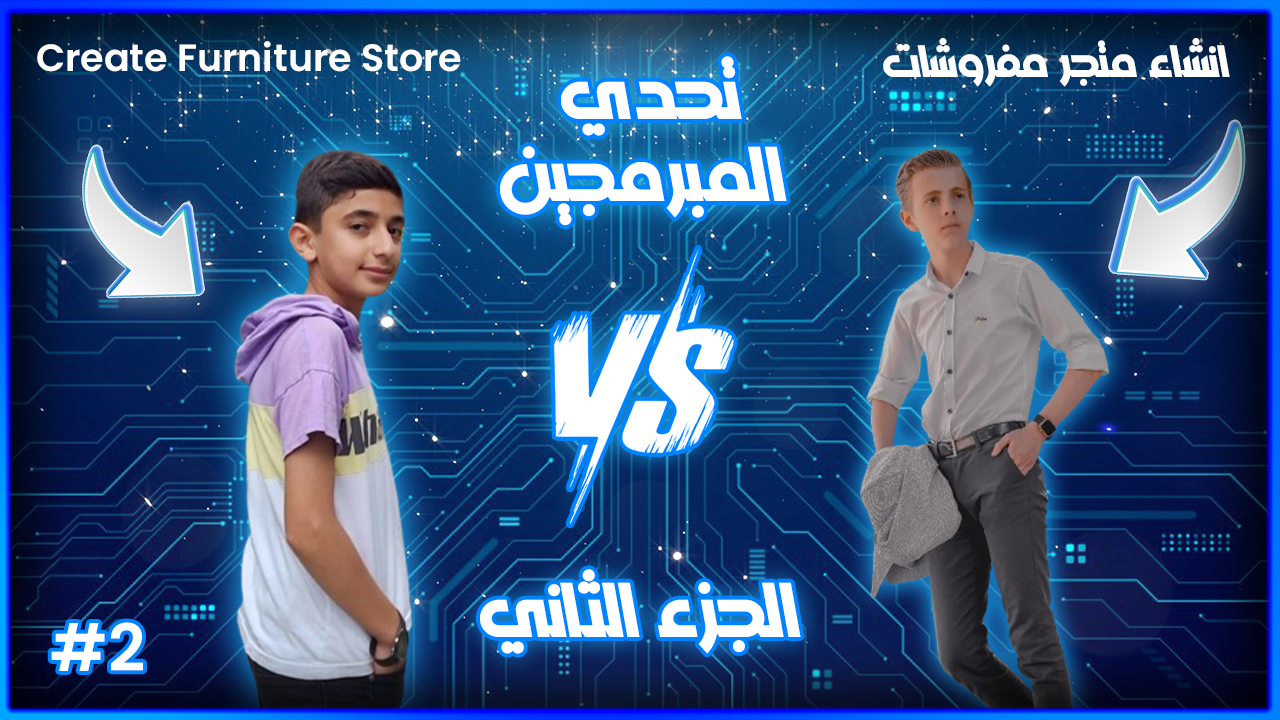 Create Furniture Store
انشاء متجر مفروشات
تحدي
المبرمجين
VS
الجزء الثاني
#2